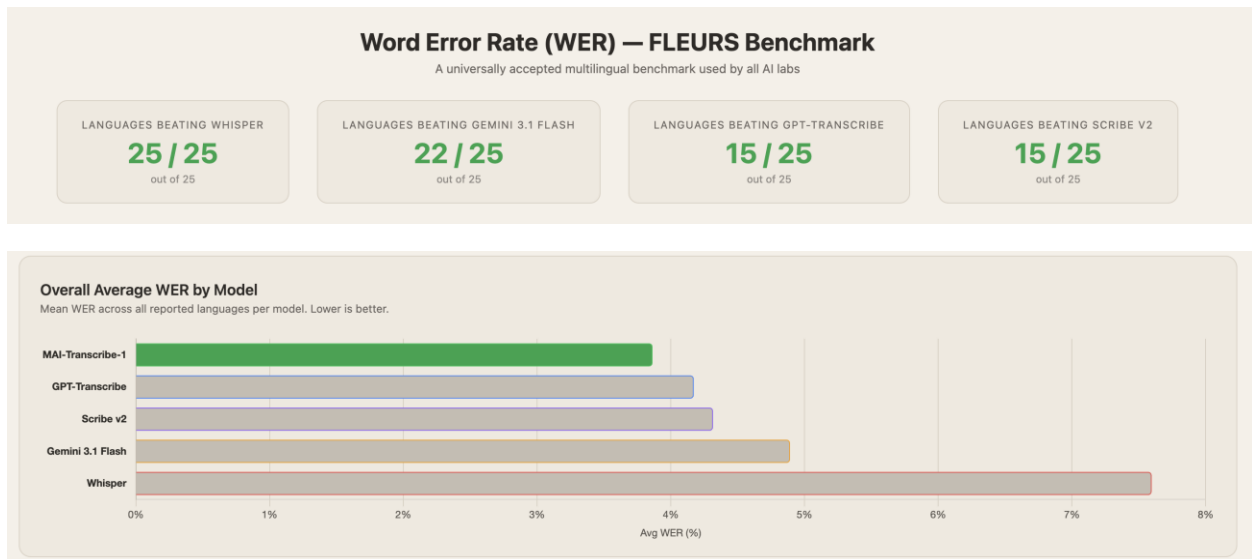 Word Error Rate (WER) — FLEURS Benchmark
A universally accepted multilingual benchmark used by all AI labs
LANGUAGES BEATING WHISPER
25 / 25
out of 25
LANGUAGES BEATING GEMINI 3.1 FLASH
22 / 25
out of 25
LANGUAGES BEATING GPT-TRANSCRIBE
15 / 25
out of 25
LANGUAGES BEATING SCRIBE V2
15 / 25
out of 25
Overall Average WER by Model
Mean WER across all reported languages per model. Lower is better.
MAI-Transcribe-1
GPT-Transcribe
Scribe v2
Gemini 3.1 Flash
Whisper
0% 1% 2% 3% 4% 5% 6% 7% 8%
Avg WER (%)